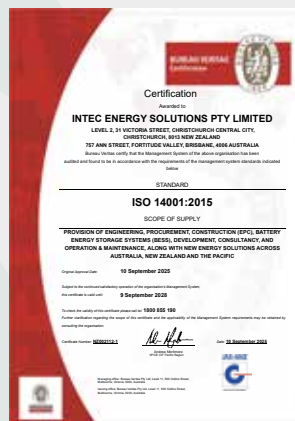 BUREAU VERITAS
Certification
Certification
Awarded to
INTEC ENERGY SOLUTIONS PTY LIMITED
LEVEL 2, 31 VICTORIA STREET, CHRISTCHURCH CENTRAL CITY,
CHRISTCHURCH, 8013 NEW ZEALAND
757 ANN STREET, FORTITUDE VALLEY, BRISBANE, 4006 AUSTRALIA
Bureau Veritas certify that the Management System of the above organisation has been
audited and found to be in accordance with the requirements of the management system standards indicated
below
STANDARD
ISO 14001:2015
SCOPE OF SUPPLY
PROVISION OF ENGINEERING, PROCUREMENT, CONSTRUCTION (EPC), BATTERY
ENERGY STORAGE SYSTEMS (BESS), DEVELOPMENT, CONSULTANCY, AND
OPERATION & MAINTENANCE, ALONG WITH NEW ENERGY SOLUTIONS ACROSS
AUSTRALIA, NEW ZEALAND AND THE PACIFIC
Original Approval Date: 10 September 2025
Subject to the continued satisfactory operation of the organisation's Management System,
this certificate is valid until: 9 September 2028
To check the validity of this certificate please call on: 1800 855 190
Further clarification regarding the scope of this certificate and the applicability of the Management System requirements may be obtained by
consulting the organisation
Certificate Number:
Date: 10 September 2025
JAS-ANZ